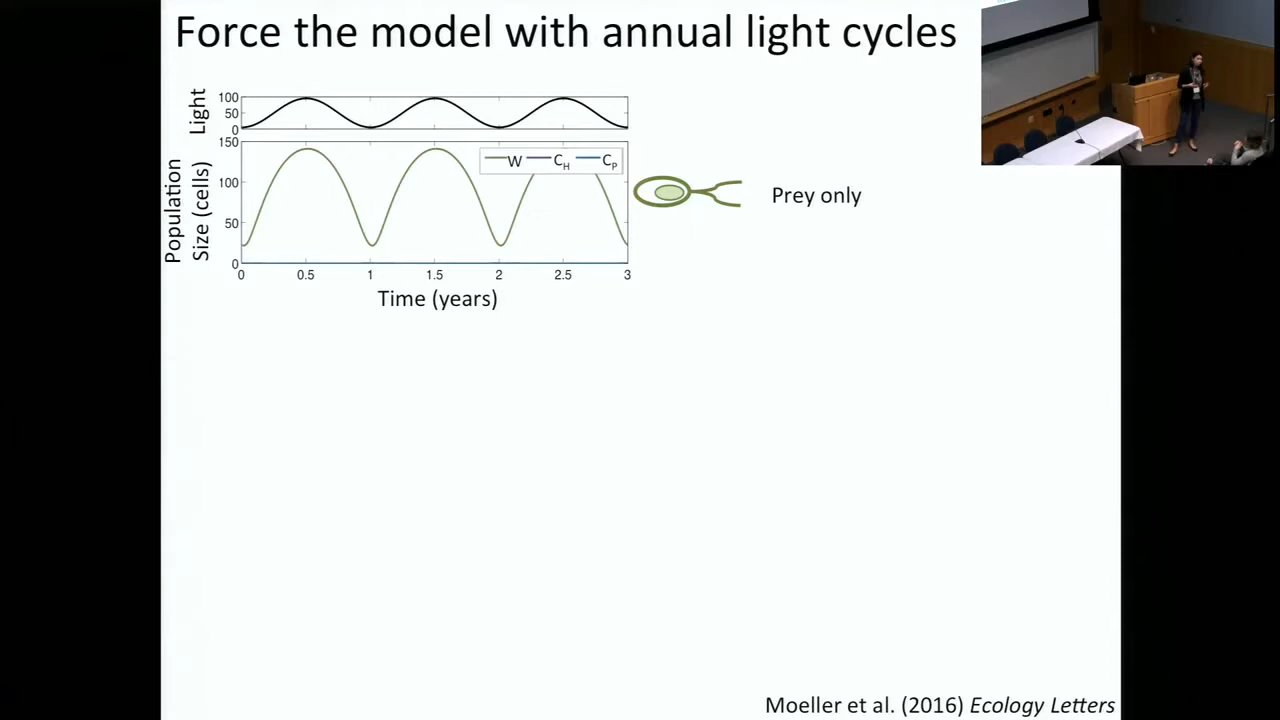 Force the model with annual light cycles
Light
100
50
0
Population
Size (cells)
150
100
50
0
W C_H C_P
0 0.5 1 1.5 2 2.5 3
Time (years)
Prey only
Moeller et al. (2016) Ecology Letters